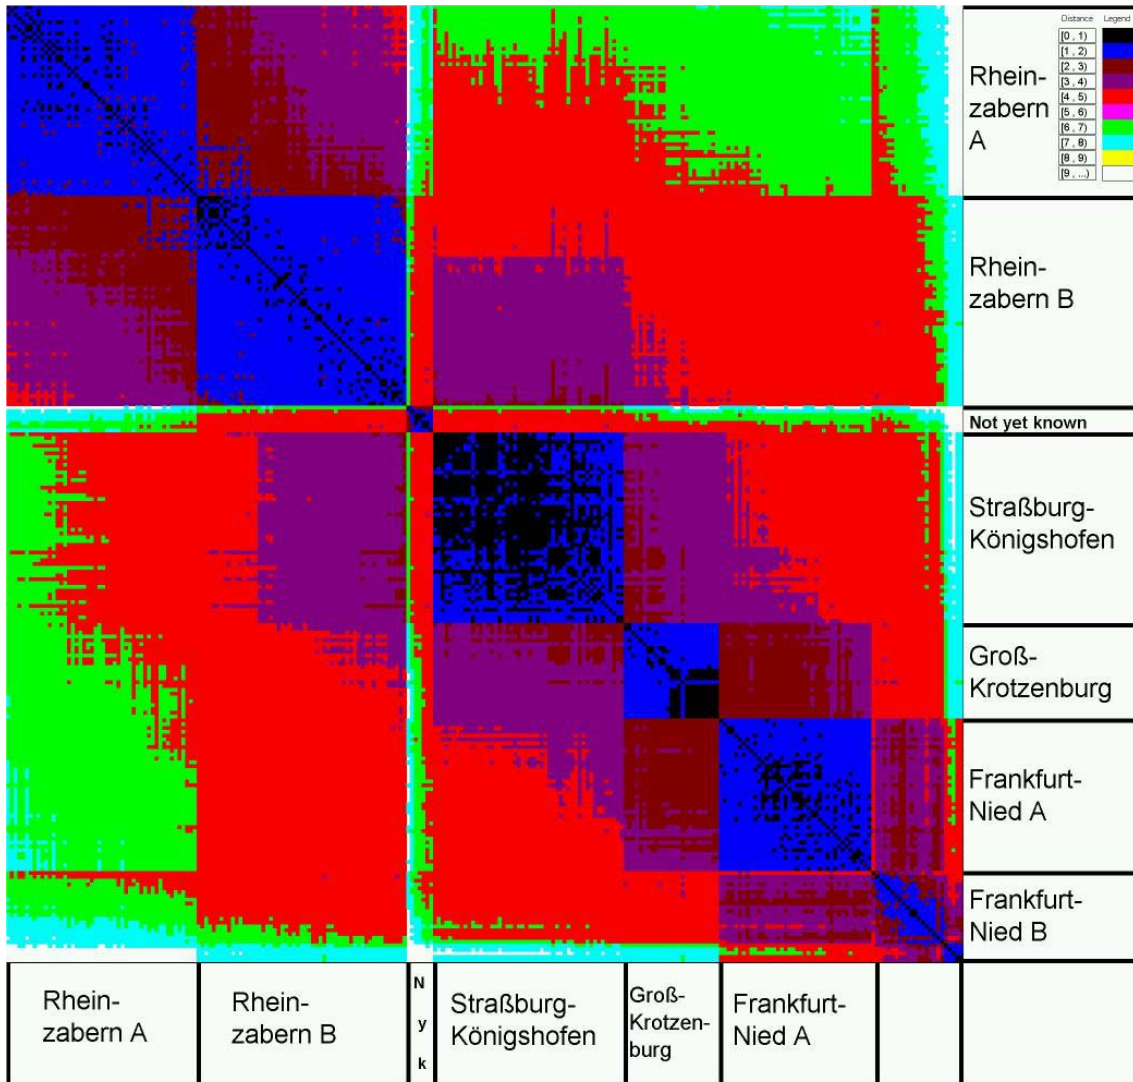 Distance Legend
[0 , 1)
[1 , 2)
[2 , 3)
[3 , 4)
[4 , 5)
[5 , 6)
[6 , 7)
[7 , 8)
[8 , 9)
[9 , ...)
Rhein-
zabern
A
Rhein-
zabern B
Not yet known
Straßburg-
Königshofen
Groß-
Krotzenburg
Frankfurt-
Nied A
Frankfurt-
Nied B
Rhein-
zabern A
Rhein-
zabern B
N
y
k
Straßburg-
Königshofen
Groß-
Krotzen-
burg
Frankfurt-
Nied A